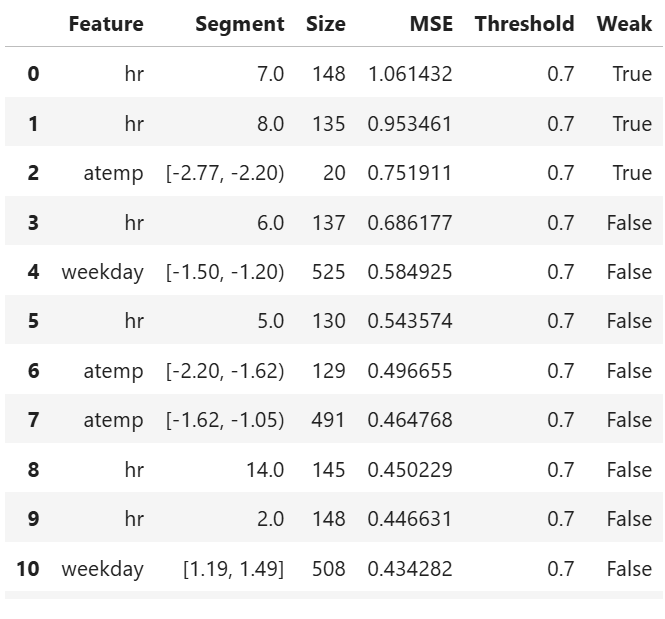 Feature Segment Size MSE Threshold Weak
0 hr 7.0 148 1.061432 0.7 True
1 hr 8.0 135 0.953461 0.7 True
2 atemp [-2.77, -2.20) 20 0.751911 0.7 True
3 hr 6.0 137 0.686177 0.7 False
4 weekday [-1.50, -1.20) 525 0.584925 0.7 False
5 hr 5.0 130 0.543574 0.7 False
6 atemp [-2.20, -1.62) 129 0.496655 0.7 False
7 atemp [-1.62, -1.05) 491 0.464768 0.7 False
8 hr 14.0 145 0.450229 0.7 False
9 hr 2.0 148 0.446631 0.7 False
10 weekday [1.19, 1.49] 508 0.434282 0.7 False